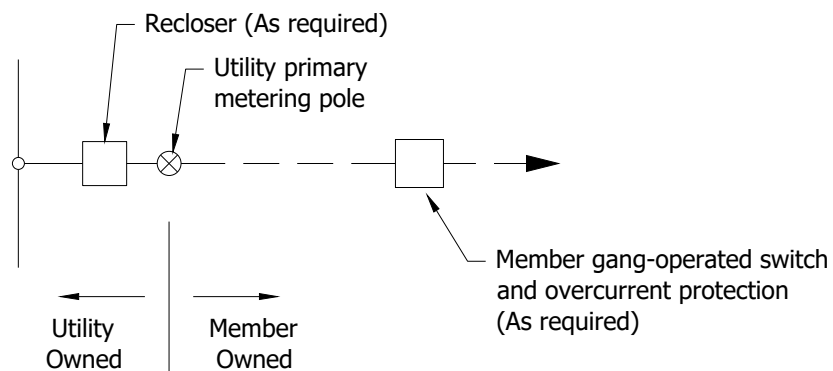 Recloser (As required)
Utility primary
metering pole
Member gang-operated switch
and overcurrent protection
(As required)
Utility
Owned
Member
Owned